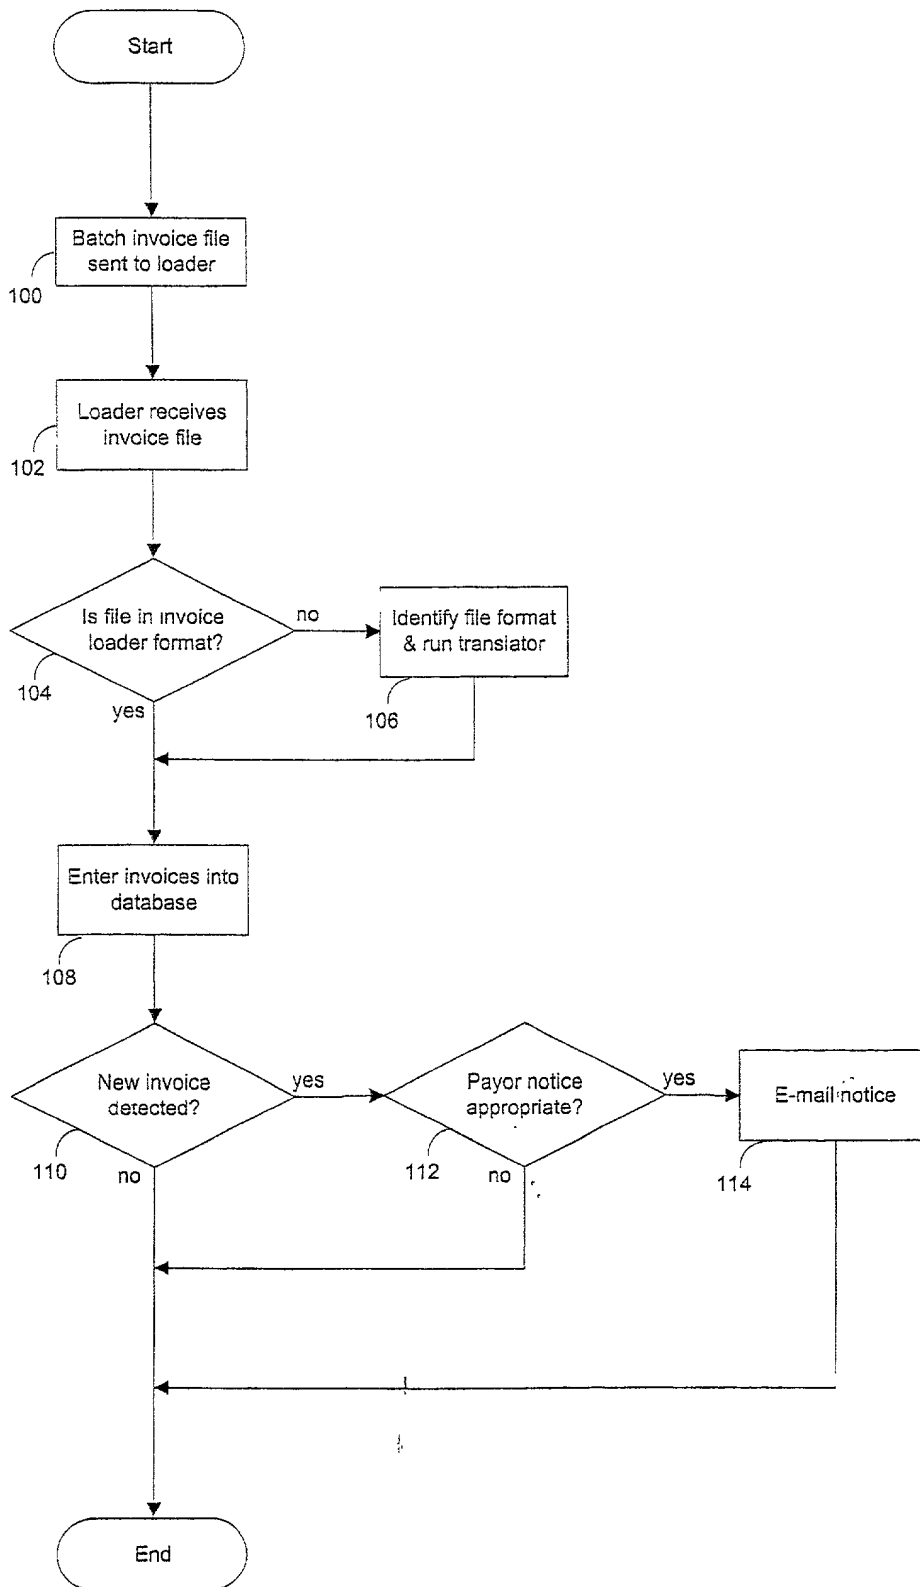 Start
Batch invoice file
sent to loader
100
Loader receives
invoice file
102
Is file in invoice
loader format?
104
no
yes
Identify file format
& run translator
106
Enter invoices into
database
108
New invoice
detected?
110
yes
no
Payor notice
appropriate?
112
yes
no
E-mail notice
114
End